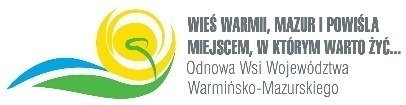 WIEŚ WARMII, MAZUR I POWIŚLA
MIEJSCEM, W KTÓRYM WARTO ŻYĆ...
Odnowa Wsi Województwa
Warmińsko-Mazurskiego